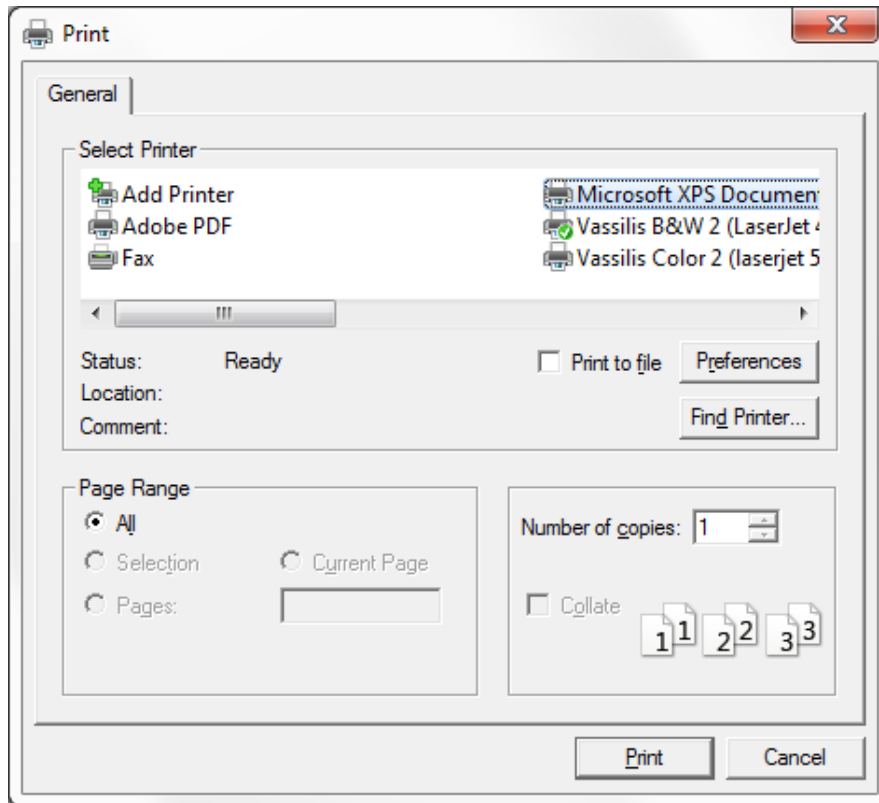 Print
General
Select Printer
Add Printer
Adobe PDF
Fax
Microsoft XPS Documen
Vassilis B&W 2 (LaserJet 4
Vassilis Color 2 (laserjet 5
Status: Ready
Location:
Comment:
Print to file
Preferences
Find Printer...
Page Range
All
Selection
Current Page
Pages:
Number of copies: 1
Collate
1 1 2 2 3 3
Print
Cancel